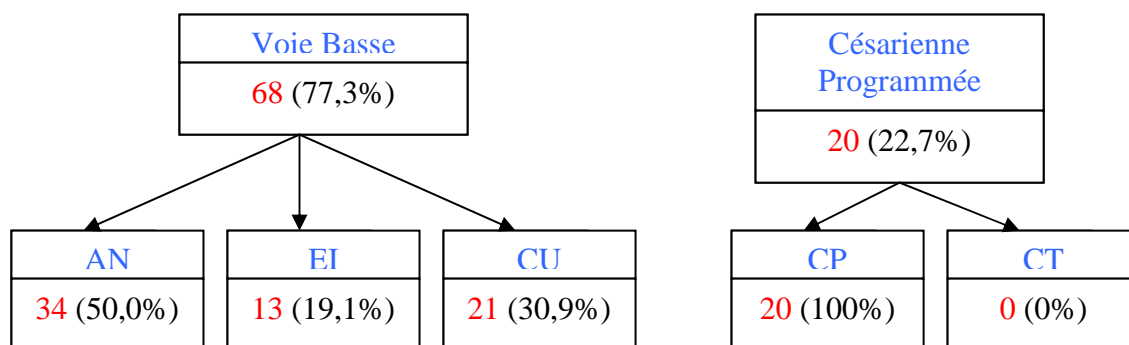 Voie Basse
68 (77,3%)
Césarienne
Programmée
20 (22,7%)
AN
34 (50,0%)
EI
13 (19,1%)
CU
21 (30,9%)
CP
20 (100%)
CT
0 (0%)